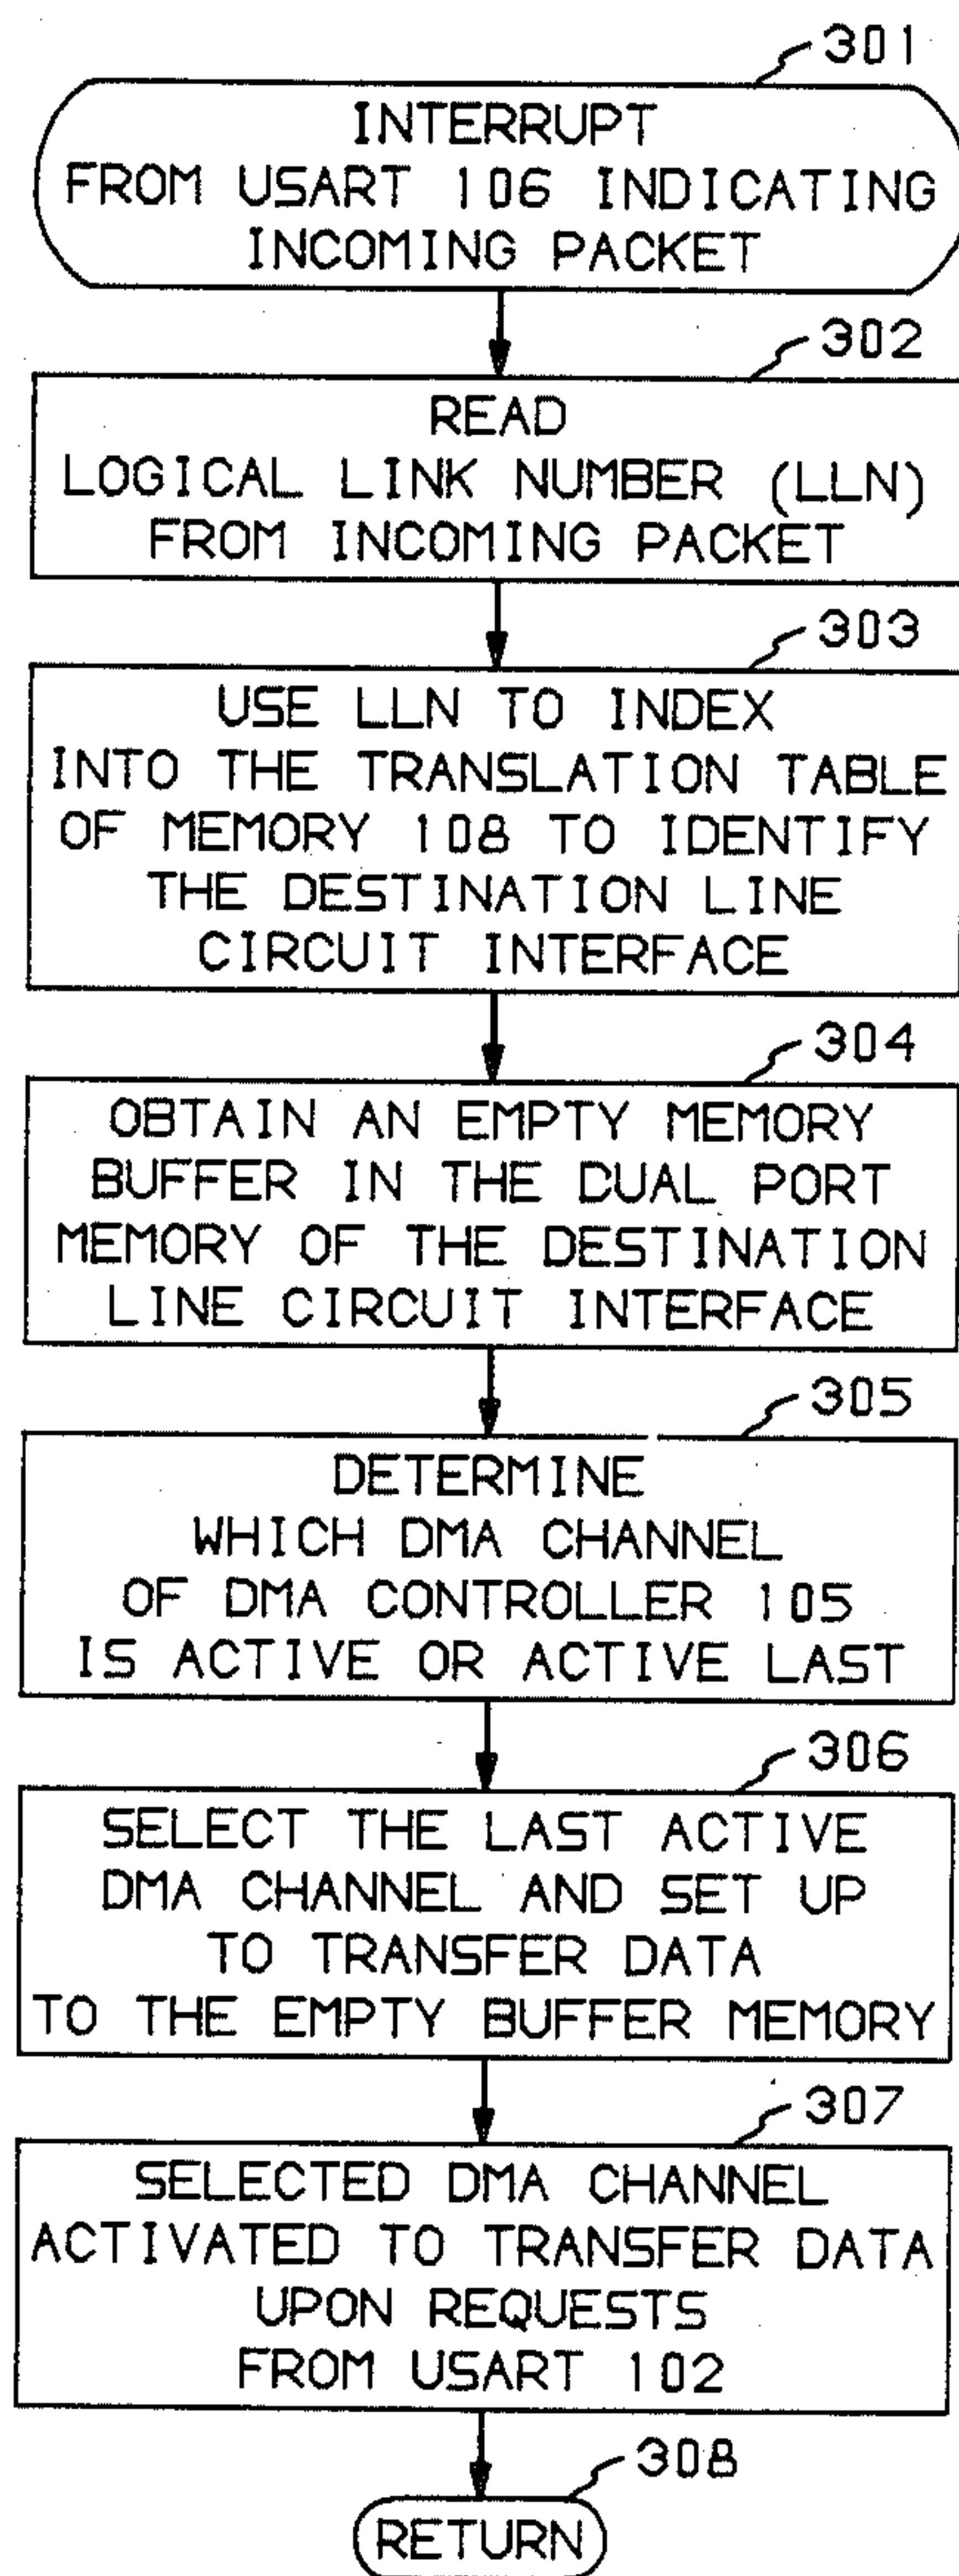 301
INTERRUPT
FROM USART 106 INDICATING
INCOMING PACKET
302
READ
LOGICAL LINK NUMBER (LLN)
FROM INCOMING PACKET
303
USE LLN TO INDEX
INTO THE TRANSLATION TABLE
OF MEMORY 108 TO IDENTIFY
THE DESTINATION LINE
CIRCUIT INTERFACE
304
OBTAIN AN EMPTY MEMORY
BUFFER IN THE DUAL PORT
MEMORY OF THE DESTINATION
LINE CIRCUIT INTERFACE
305
DETERMINE
WHICH DMA CHANNEL
OF DMA CONTROLLER 105
IS ACTIVE OR ACTIVE LAST
306
SELECT THE LAST ACTIVE
DMA CHANNEL AND SET UP
TO TRANSFER DATA
TO THE EMPTY BUFFER MEMORY
307
SELECTED DMA CHANNEL
ACTIVATED TO TRANSFER DATA
UPON REQUESTS
FROM USART 102
308
RETURN